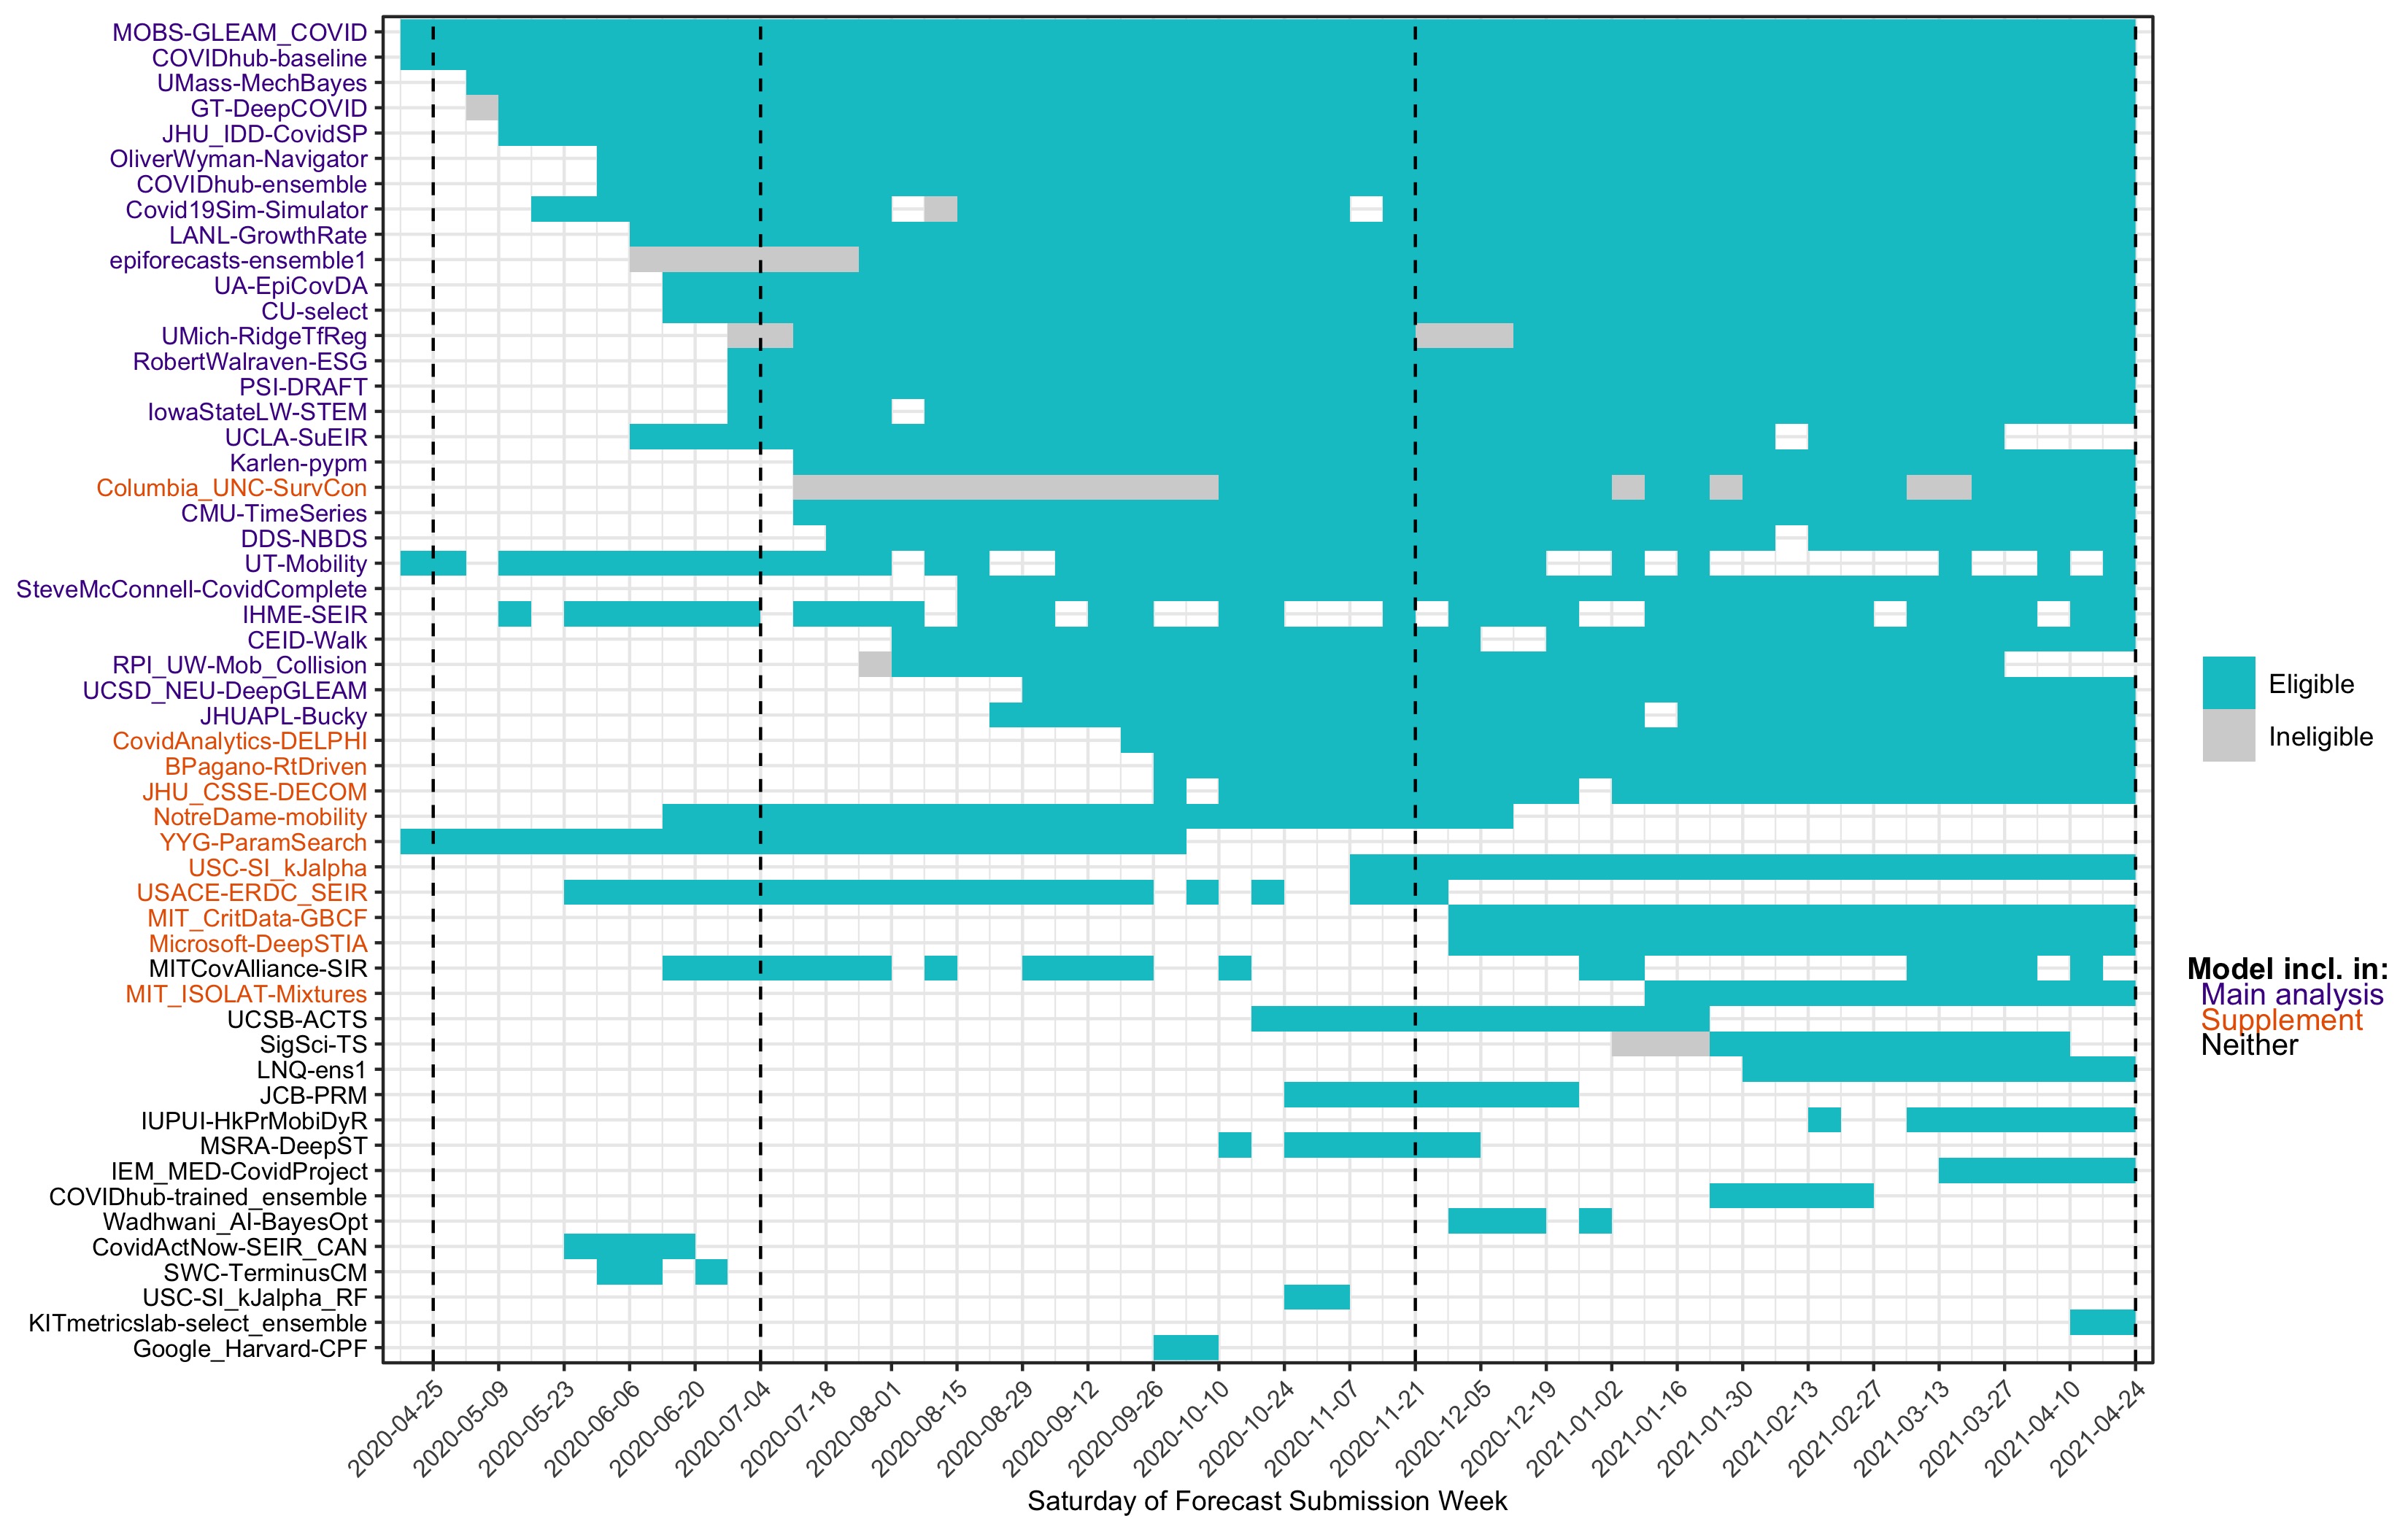 MOBS-GLEAM_COVID
COVIDhub-baseline
UMass-MechBayes
GT-DeepCOVID
JHU_IDD-CovidSP
OliverWyman-Navigator
COVIDhub-ensemble
Covid19Sim-Simulator
LANL-GrowthRate
epiforecasts-ensemble1
UA-EpiCovDA
CU-select
UMich-RidgeTfReg
RobertWalraven-ESG
PSI-DRAFT
IowaStateLW-STEM
UCLA-SuEIR
Karlen-pypm
Columbia_UNC-SurvCon
CMU-TimeSeries
DDS-NBDS
UT-Mobility
SteveMcConnell-CovidComplete
IHME-SEIR
CEID-Walk
RPI_UW-Mob_Collision
UCSD_NEU-DeepGLEAM
JHUAPL-Bucky
CovidAnalytics-DELPHI
BPagano-RtDriven
JHU_CSSE-DECOM
NotreDame-mobility
YYG-ParamSearch
USC-SI_kJalpha
USACE-ERDC_SEIR
MIT_CritData-GBCF
Microsoft-DeepSTIA
MITCovAlliance-SIR
MIT_ISOLAT-Mixtures
UCSB-ACTS
SigSci-TS
LNQ-ens1
JCB-PRM
IUPUI-HkPrMobiDyR
MSRA-DeepST
IEM_MED-CovidProject
COVIDhub-trained_ensemble
Wadhwani_AI-BayesOpt
CovidActNow-SEIR_CAN
SWC-TerminusCM
USC-SI_kJalpha_RF
KITmetricslab-select_ensemble
Google_Harvard-CPF
2020-04-25
2020-05-09
2020-05-23
2020-06-06
2020-06-20
2020-07-04
2020-07-18
2020-08-01
2020-08-15
2020-08-29
2020-09-12
2020-09-26
2020-10-10
2020-10-24
2020-11-07
2020-11-21
2020-12-05
2020-12-19
2021-01-02
2021-01-16
2021-01-30
2021-02-13
2021-02-27
2021-03-13
2021-03-27
2021-04-10
2021-04-24
Saturday of Forecast Submission Week
Eligible
Ineligible
Model incl. in:
Main analysis
Supplement
Neither